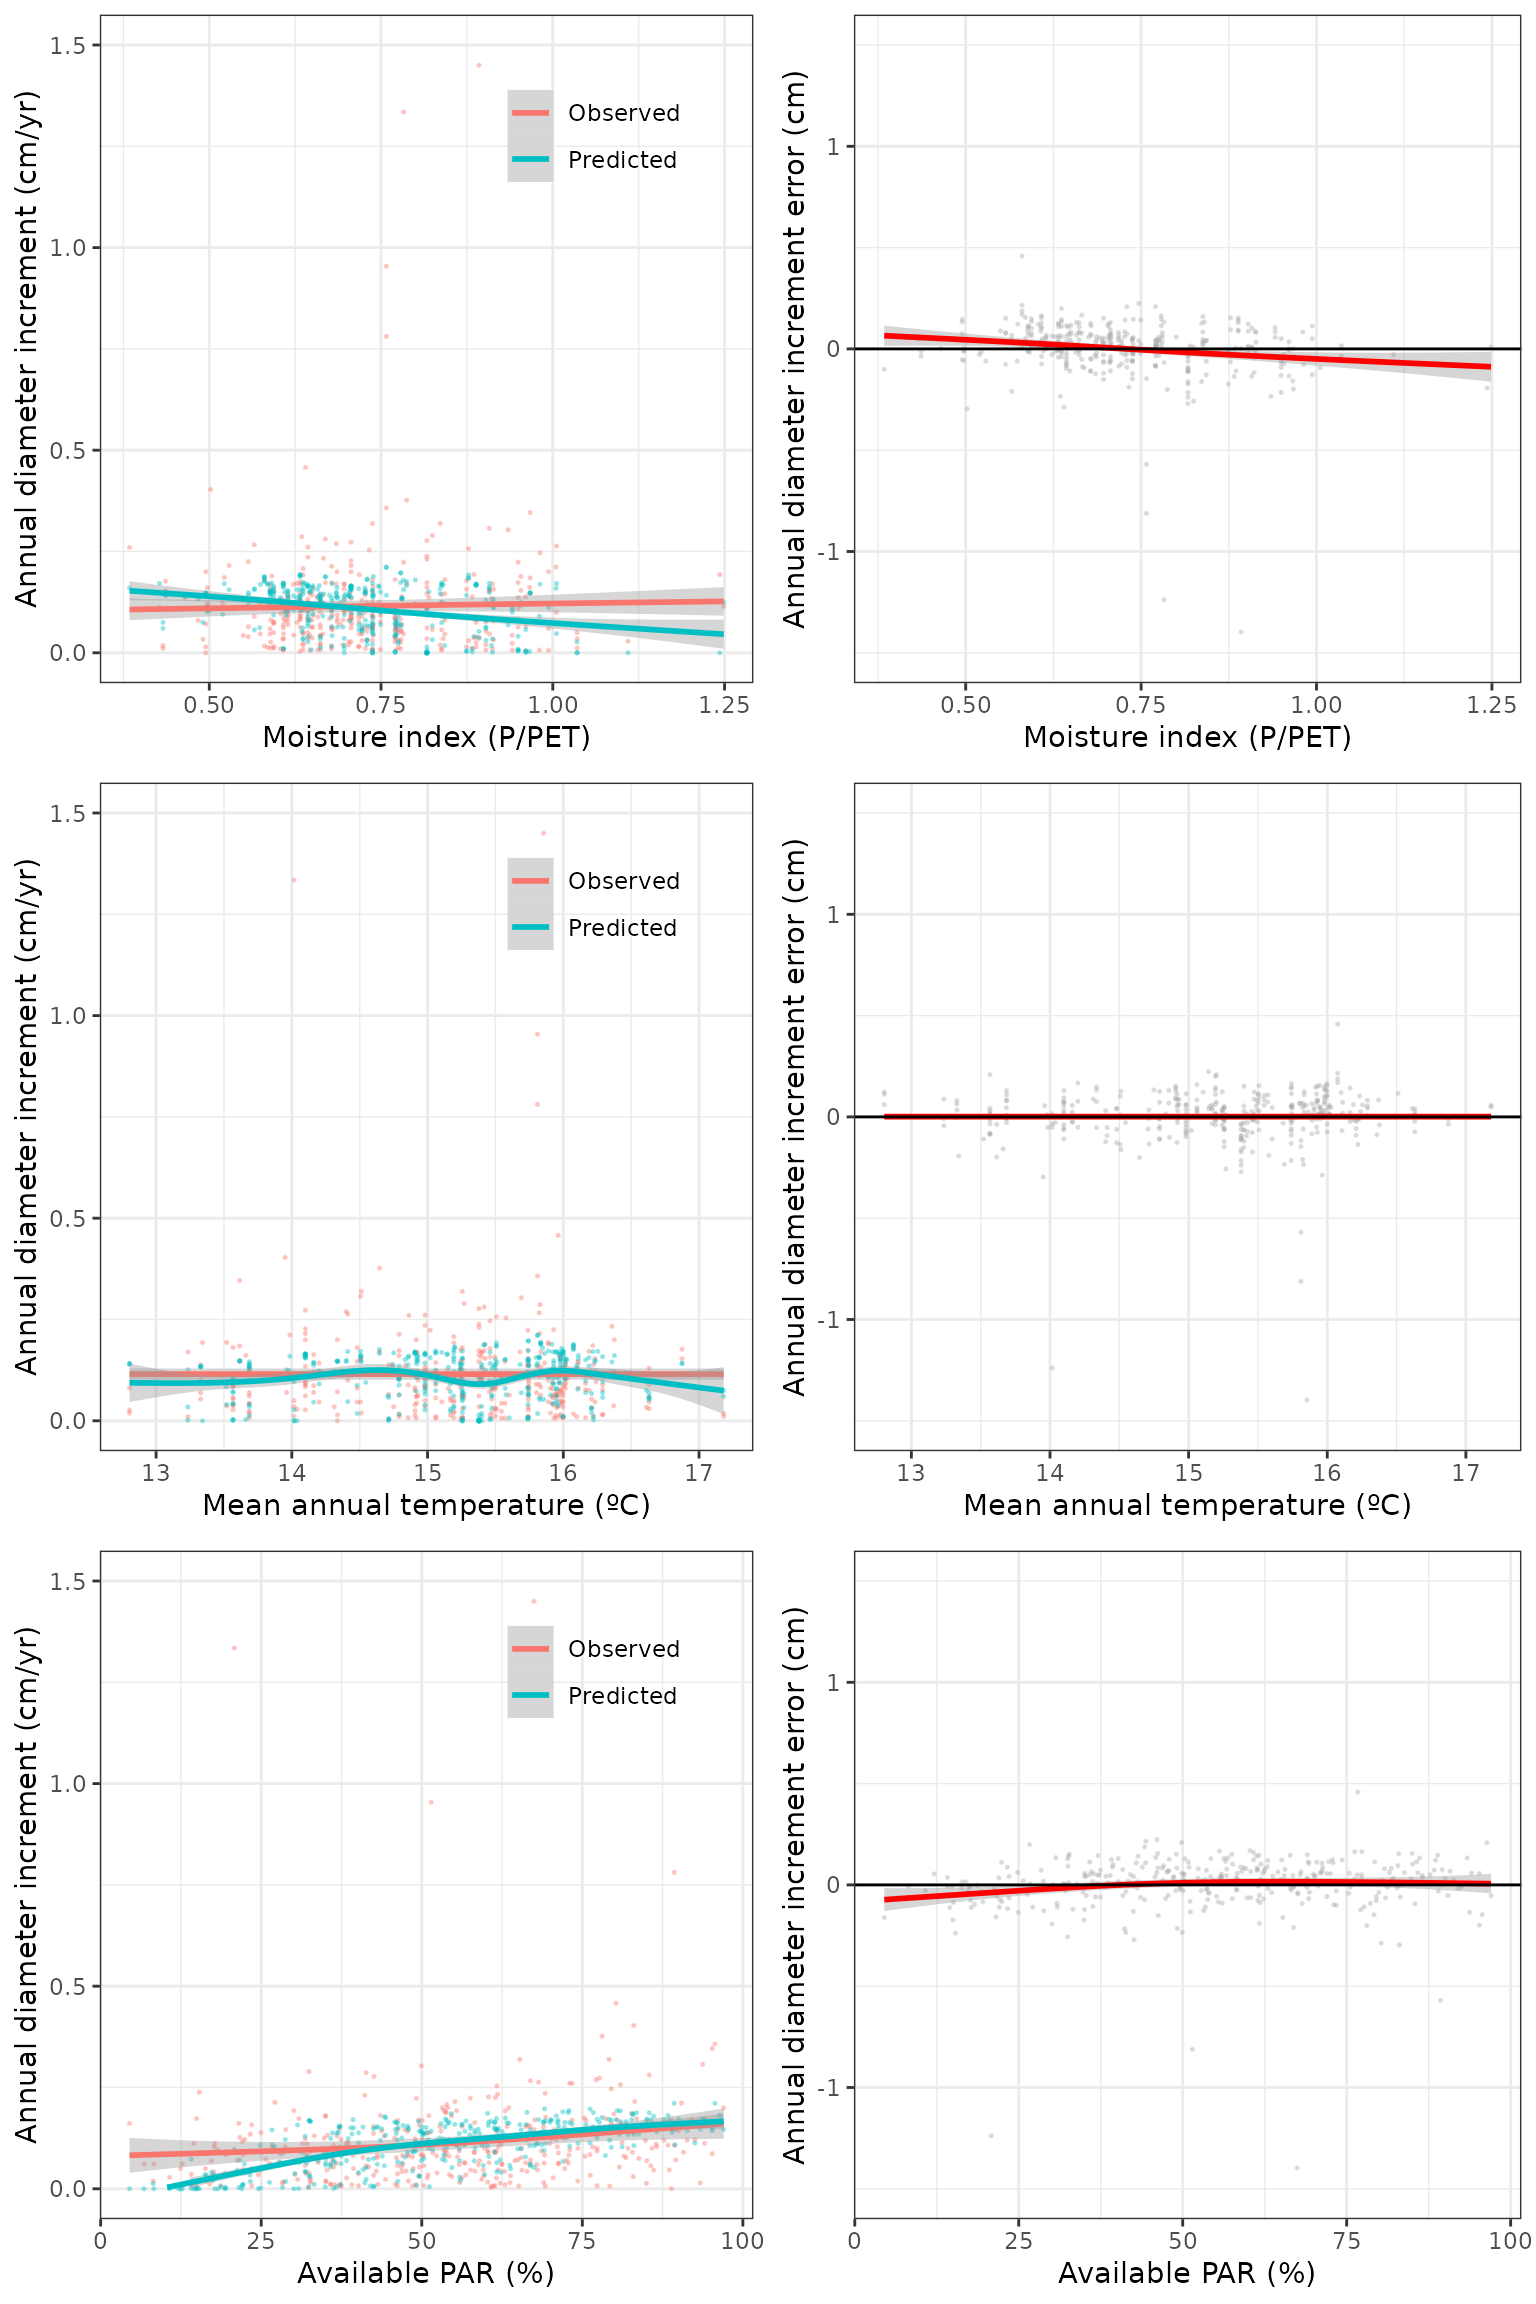 Annual diameter increment (cm/yr)
1.5
1.0
0.5
0.0
Observed
Predicted
0.50 0.75 1.00 1.25
Moisture index (P/PET)
Annual diameter increment error (cm)
1
0
-1
0.50 0.75 1.00 1.25
Moisture index (P/PET)
Annual diameter increment (cm/yr)
1.5
1.0
0.5
0.0
Observed
Predicted
13 14 15 16 17
Mean annual temperature (ºC)
Annual diameter increment error (cm)
1
0
-1
13 14 15 16 17
Mean annual temperature (ºC)
Annual diameter increment (cm/yr)
1.5
1.0
0.5
0.0
Observed
Predicted
0 25 50 75 100
Available PAR (%)
Annual diameter increment error (cm)
1
0
-1
0 25 50 75 100
Available PAR (%)